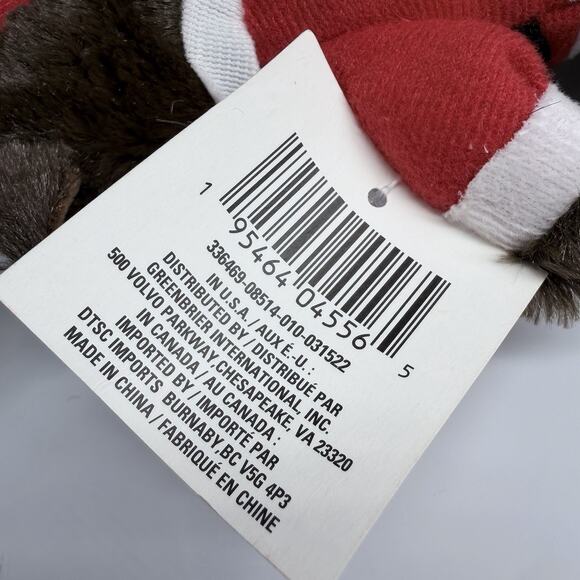 1 95464 04556 5
336469-08514-010-031522
IN U.S.A. / AUX É.-U. :
DISTRIBUTED BY / DISTRIBUÉ PAR
GREENBRIER INTERNATIONAL, INC.
500 VOLVO PARKWAY, CHESAPEAKE, VA 23320
IN CANADA / AU CANADA :
IMPORTED BY / IMPORTE PAR
DTSC IMPORTS BURNABY, BC V5G 4P3
MADE IN CHINA / FABRIQUÉ EN CHINE